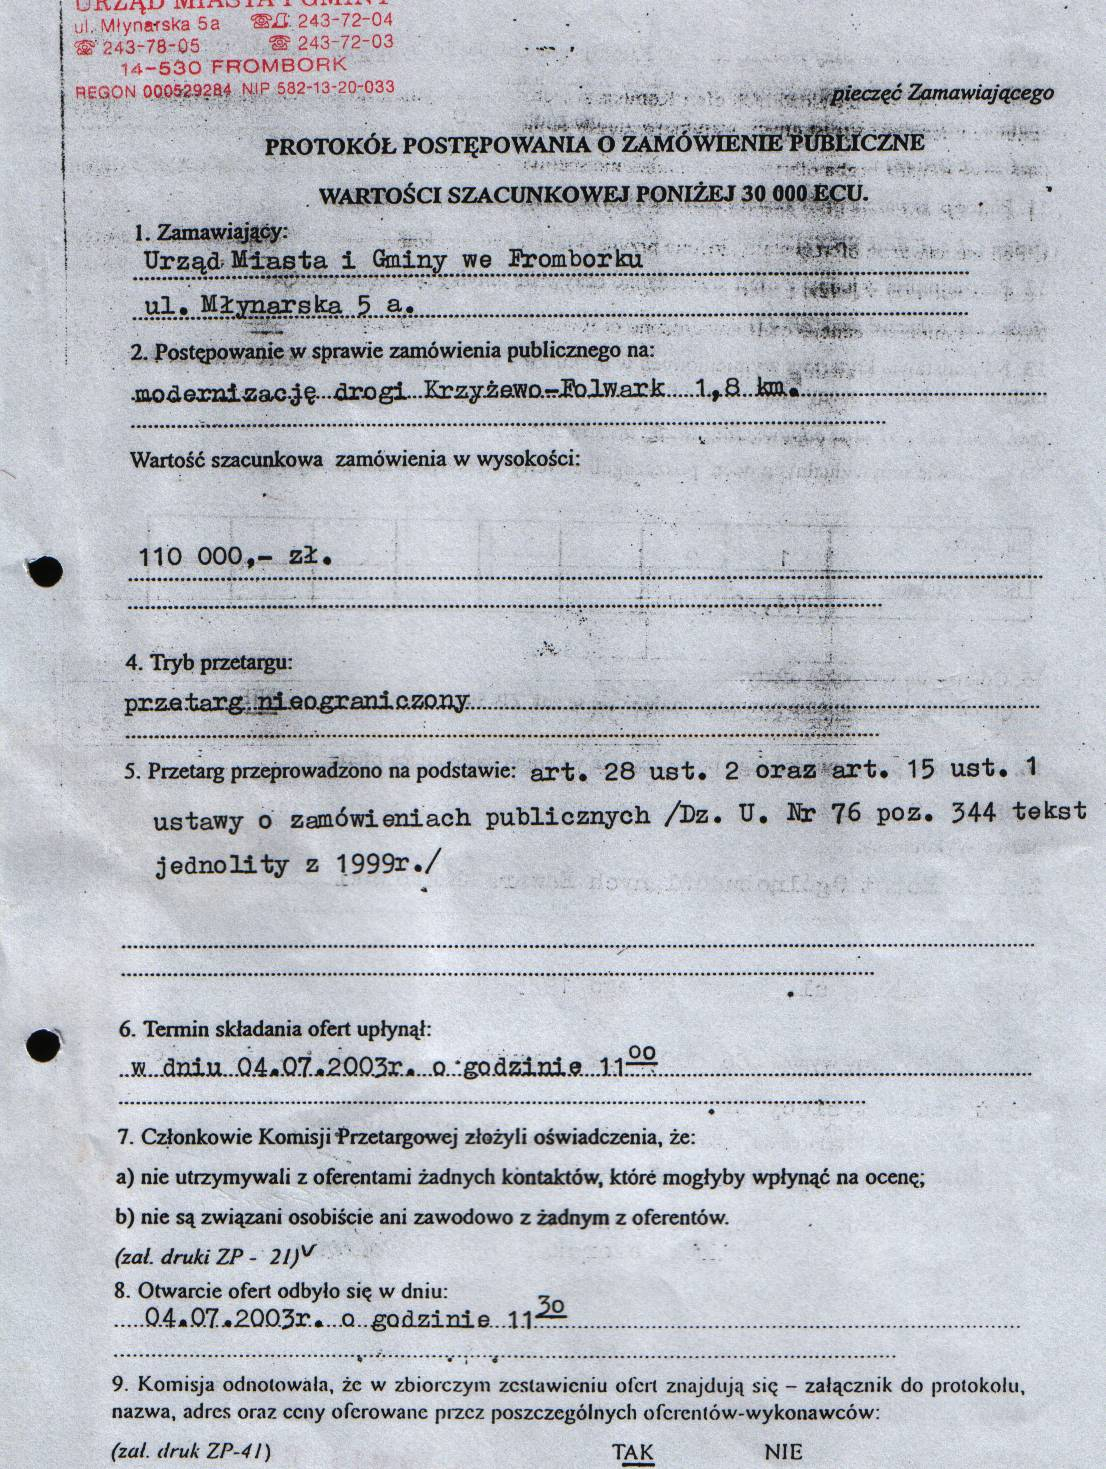 URZĄD MIASTA I GMINY
ul. Młynarska 5a ☎ 243-72-04
☎ 243-78-05 ☎ 243-72-03
14-530 FROMBORK
REGON 000529284 NIP 582-13-20-033
pieczęć Zamawiającego
PROTOKÓŁ POSTĘPOWANIA O ZAMÓWIENIE PUBLICZNE
WARTOŚCI SZACUNKOWEJ PONIŻEJ 30 000 ECU.
1. Zamawiający:
Urząd Miasta i Gminy we Fromborku
ul. Młynarska 5 a.
2. Postępowanie w sprawie zamówienia publicznego na:
modernizację drogi Krzyżewo-Folwark 1,8 km.
Wartość szacunkowa zamówienia w wysokości:
110 000,- zł.
4. Tryb przetargu:
przetarg nieograniczony
5. Przetarg przeprowadzono na podstawie: art. 28 ust. 2 oraz art. 15 ust. 1
ustawy o zamówieniach publicznych /Dz. U. Nr 76 poz. 344 tekst
jednolity z 1999r./
6. Termin składania ofert upłynął:
w dniu 04.07.2003r. o godzinie 11 00
7. Członkowie Komisji Przetargowej złożyli oświadczenia, że:
a) nie utrzymywali z oferentami żadnych kontaktów, które mogłyby wpłynąć na ocenę;
b) nie są związani osobiście ani zawodowo z żadnym z oferentów.
(zał. druki ZP - 21)
8. Otwarcie ofert odbyło się w dniu:
04.07.2003r. o godzinie 11 30
9. Komisja odnotowała, że w zbiorczym zestawieniu ofert znajdują się – załącznik do protokołu,
nazwa, adres oraz ceny oferowane przez poszczególnych oferentów-wykonawców:
(zał. druk ZP-41) TAK NIE